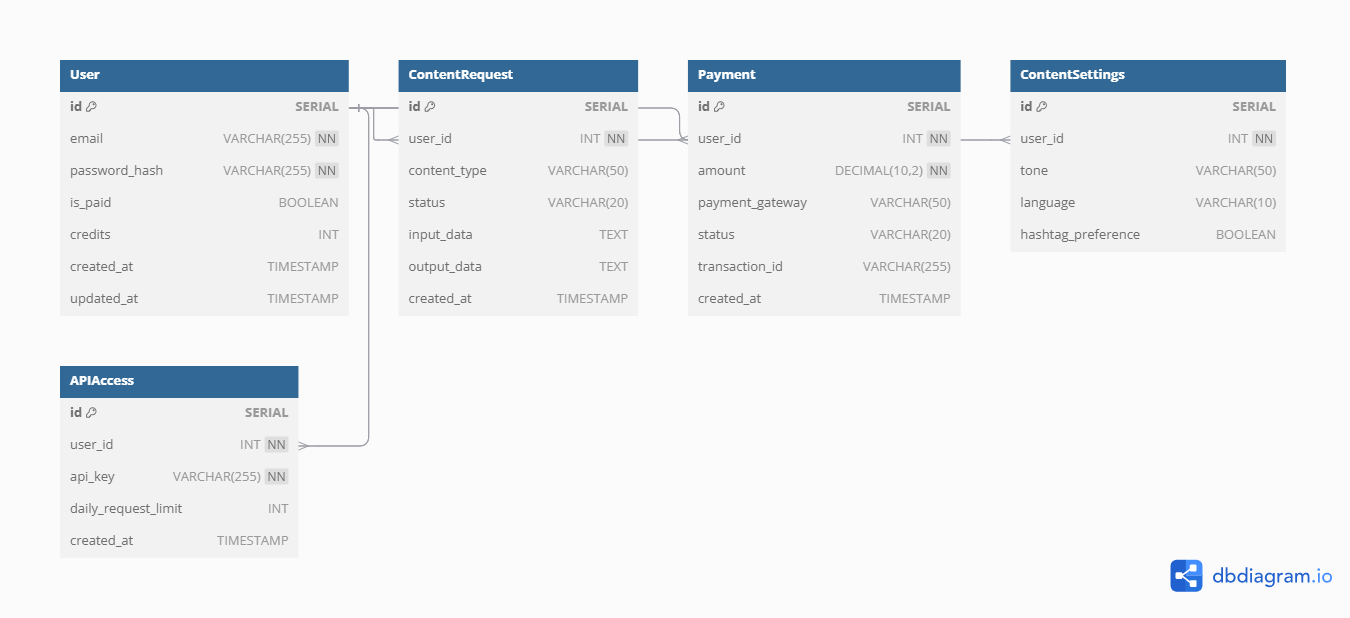 User
id SERIAL
email VARCHAR(255) NN
password_hash VARCHAR(255) NN
is_paid BOOLEAN
credits INT
created_at TIMESTAMP
updated_at TIMESTAMP
ContentRequest
id SERIAL
user_id INT NN
content_type VARCHAR(50)
status VARCHAR(20)
input_data TEXT
output_data TEXT
created_at TIMESTAMP
Payment
id SERIAL
user_id INT NN
amount DECIMAL(10,2) NN
payment_gateway VARCHAR(50)
status VARCHAR(20)
transaction_id VARCHAR(255)
created_at TIMESTAMP
ContentSettings
id SERIAL
user_id INT NN
tone VARCHAR(50)
language VARCHAR(10)
hashtag_preference BOOLEAN
APIAccess
id SERIAL
user_id INT NN
api_key VARCHAR(255) NN
daily_request_limit INT
created_at TIMESTAMP
dbdiagram.io